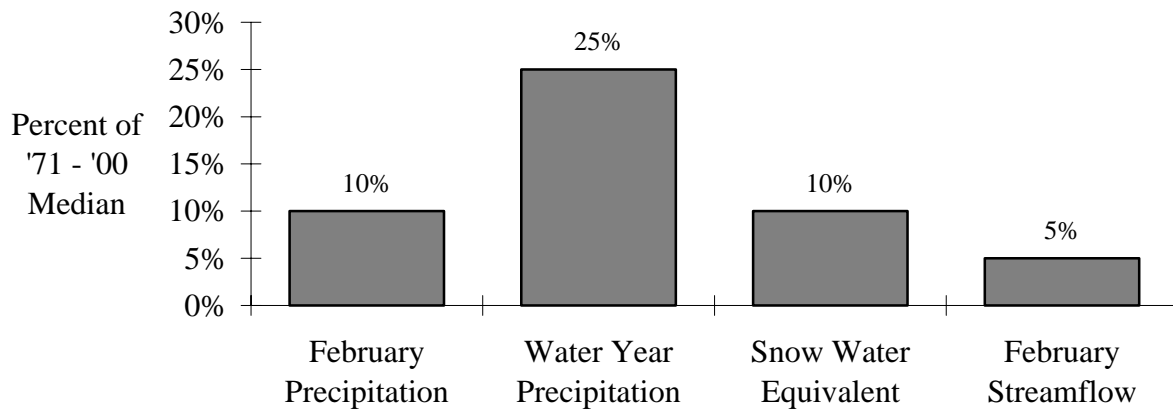 30%
25%
20%
15%
10%
5%
0%
Percent of
'71 - '00
Median
10%
25%
10%
5%
February
Precipitation
Water Year
Precipitation
Snow Water
Equivalent
February
Streamflow